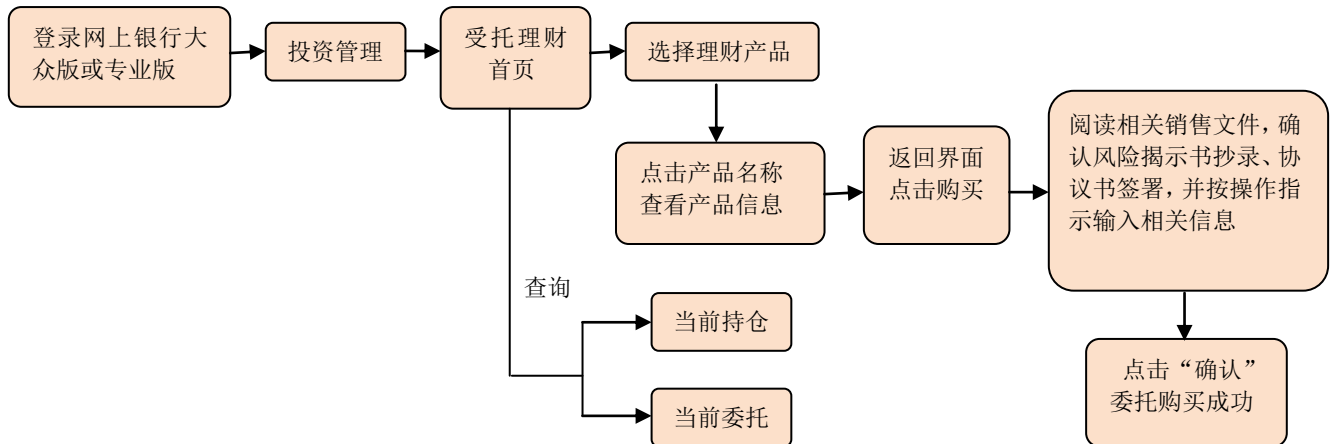 登录网上银行大
众版或专业版
投资管理
受托理财
首页
选择理财产品
点击产品名称
查看产品信息
返回界面
点击购买
阅读相关销售文件，确
认风险揭示书抄录、协
议书签署，并按操作指
示输入相关信息
点击“确认”
委托购买成功
查询
当前持仓
当前委托